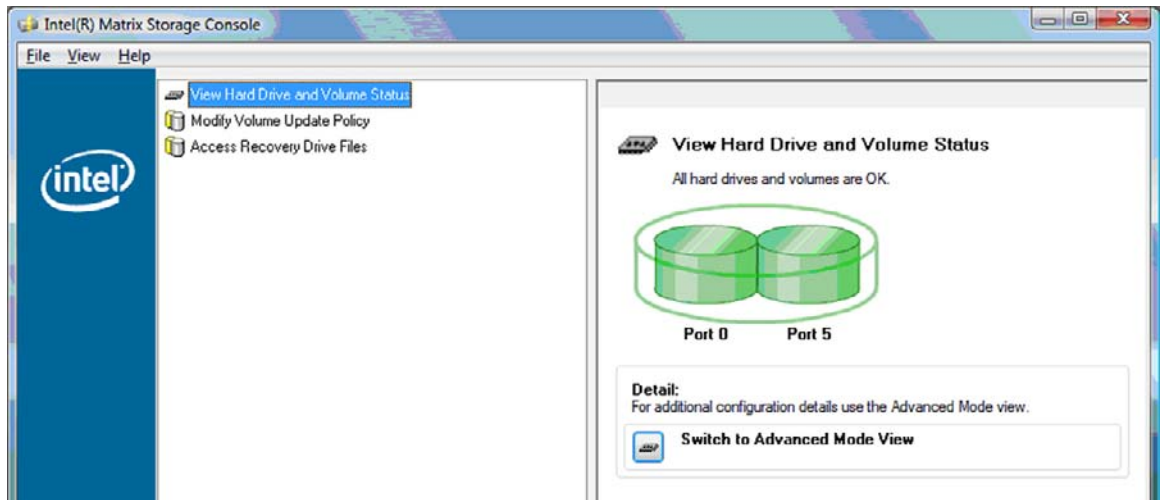 Intel(R) Matrix Storage Console
File View Help
View Hard Drive and Volume Status
Modify Volume Update Policy
Access Recovery Drive Files
intel
View Hard Drive and Volume Status
All hard drives and volumes are OK.
Port 0 Port 5
Detail:
For additional configuration details use the Advanced Mode view.
Switch to Advanced Mode View